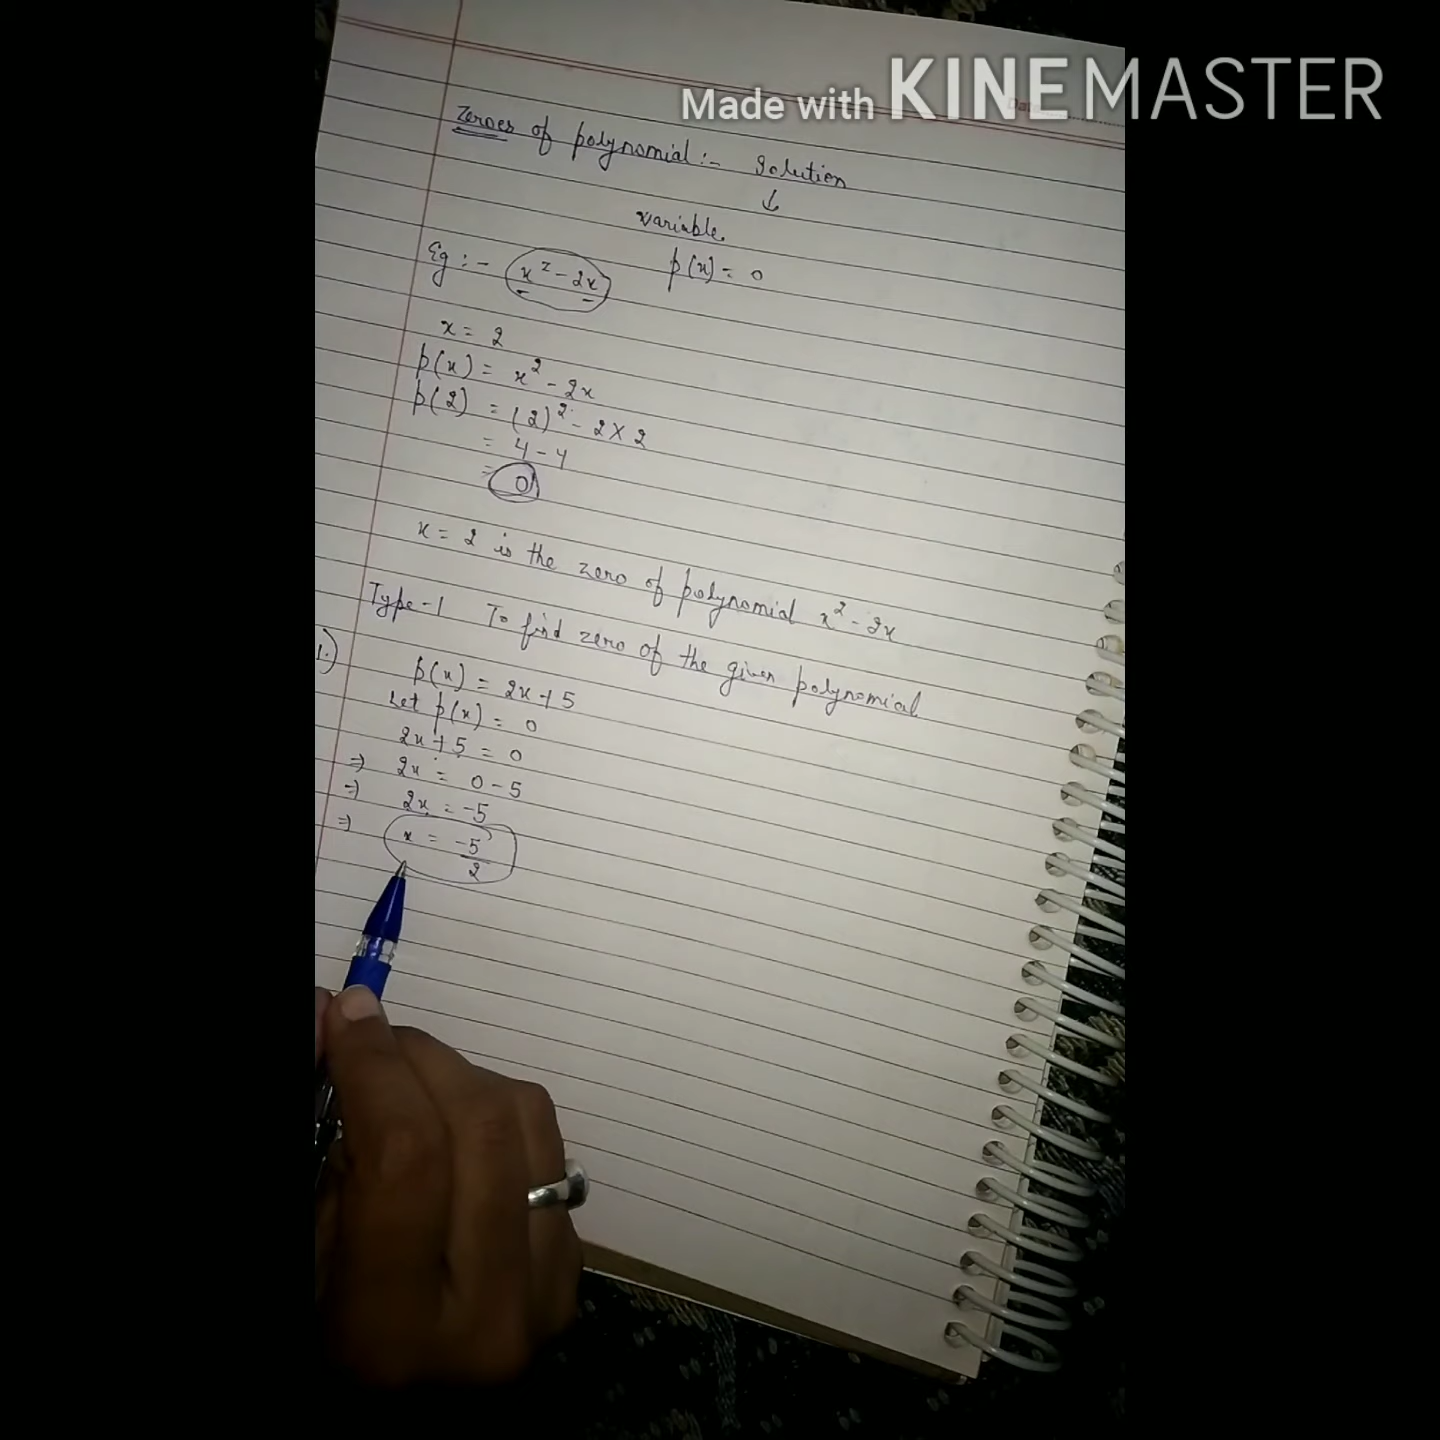 Made with KINEMASTER
Zeroes of polynomial :- Solution
↓
variable
Eg :- x² - 2x p(x) = 0
x = 2
p(x) = x² - 2x
p(2) = (2)² - 2 × 2
= 4 - 4
= 0
x = 2 is the zero of polynomial x² - 2x
Type-1 To find zero of the given polynomial
1.) p(x) = 2x + 5
Let p(x) = 0
2x + 5 = 0
⇒ 2x = 0 - 5
⇒ 2x = -5
⇒ x = -5/2